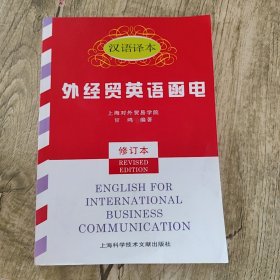 汉语译本
外经贸英语函电
上海对外贸易学院
编著
修订本
REVISED
EDITION
ENGLISH FOR
INTERNATIONAL
BUSINESS
COMMUNICATION
上海科学技术文献出版社